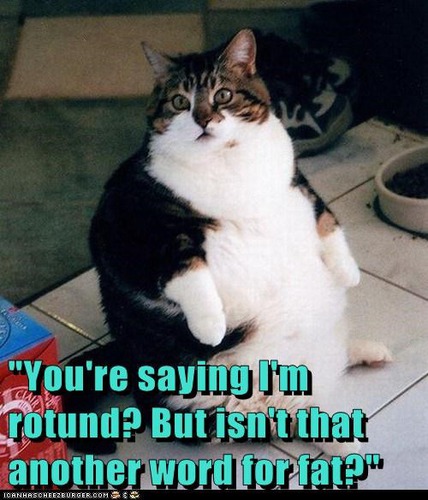 "You're saying I'm
rotund? But isn't that
another word for fat?"
ICANHASCHEEZBURGER.COM